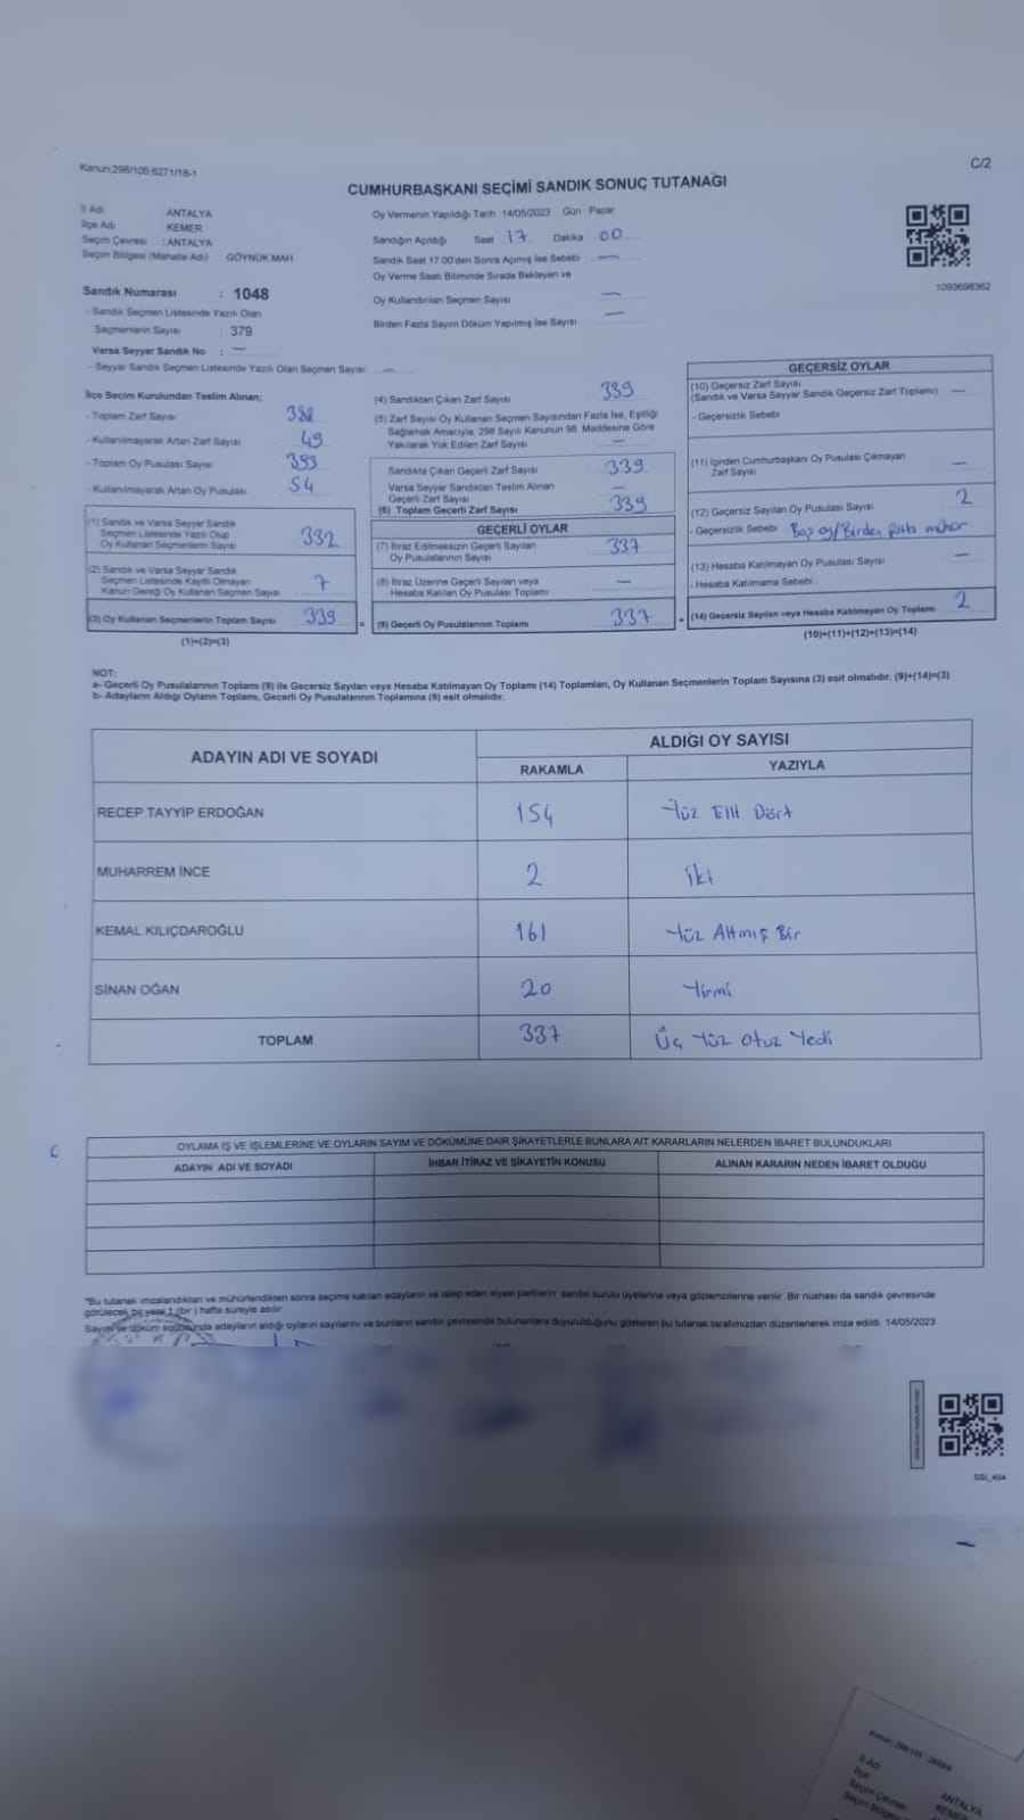 Kanun:298/105;6271/18-1
C/2
CUMHURBAŞKANI SEÇİMİ SANDIK SONUÇ TUTANAĞI
İl Adı ANTALYA
İlçe Adı KEMER
Seçim Çevresi : ANTALYA
Seçim Bölgesi (Mahalle Adı) GÖYNÜK MAH
Sandık Numarası : 1048
- Sandık Seçmen Listesinde Yazılı Olan
Seçmenlerin Sayısı : 379
Varsa Seyyar Sandık No : —
- Seyyar Sandık Seçmen Listesinde Yazılı Olan Seçmen Sayısı —
Oy Vermenin Yapıldığı Tarih 14/05/2023 Gün Pazar
Sandığın Açıldığı Saat 17 Dakika 00
Sandık Saat 17.00'den Sonra Açılmış İse Sebebi —
Oy Verme Saati Bitiminde Sırada Bekleyen ve
Oy Kullandırılan Seçmen Sayısı —
Birden Fazla Sayım Döküm Yapılmış İse Sayısı —
1093698362
İlçe Seçim Kurulundan Teslim Alınan:
- Toplam Zarf Sayısı 388
- Kullanılmayarak Artan Zarf Sayısı 49
- Toplam Oy Pusulası Sayısı 393
- Kullanılmayarak Artan Oy Pusulası 54
(1) Sandık ve Varsa Seyyar Sandık
Seçmen Listesinde Yazılı Olup
Oy Kullanan Seçmenlerin Sayısı 332
(2) Sandık ve Varsa Seyyar Sandık
Seçmen Listesinde Kayıtlı Olmayan
Kanun Gereği Oy Kullanan Seçmen Sayısı 7
(3) Oy Kullanan Seçmenlerin Toplam Sayısı 339
(1)+(2)=(3)
(4) Sandıktan Çıkan Zarf Sayısı 339
(5) Zarf Sayısı Oy Kullanan Seçmen Sayısından Fazla İse, Eşitliği
Sağlamak Amacıyla, 298 Sayılı Kanunun 98. Maddesine Göre
Yakılarak Yok Edilen Zarf Sayısı —
Sandıkta Çıkan Geçerli Zarf Sayısı 339
Varsa Seyyar Sandıktan Teslim Alınan
Geçerli Zarf Sayısı —
(6) Toplam Geçerli Zarf Sayısı 339
GEÇERLİ OYLAR
(7) İtiraz Edilmeksizin Geçerli Sayılan
Oy Pusulalarının Sayısı 337
(8) İtiraz Üzerine Geçerli Sayılan veya
Hesaba Katılan Oy Pusulası Toplamı —
= (9) Geçerli Oy Pusulalarının Toplamı 337
GEÇERSİZ OYLAR
(10) Geçersiz Zarf Sayısı
(Sandık ve Varsa Seyyar Sandık Geçersiz Zarf Toplamı) —
- Geçersizlik Sebebi
(11) İçinden Cumhurbaşkanı Oy Pusulası Çıkmayan
Zarf Sayısı —
(12) Geçersiz Sayılan Oy Pusulası Sayısı 2
- Geçersizlik Sebebi Boş oy/Birden mühür
(13) Hesaba Katılmayan Oy Pusulası Sayısı —
- Hesaba Katılmama Sebebi
+ (14) Geçersiz Sayılan veya Hesaba Katılmayan Oy Toplamı 2
(10)+(11)+(12)+(13)=(14)
NOT:
a- Geçerli Oy Pusulalarının Toplamı (9) ile Geçersiz Sayılan veya Hesaba Katılmayan Oy Toplamı (14) Toplamları, Oy Kullanan Seçmenlerin Toplam Sayısına (3) eşit olmalıdır. (9)+(14)=(3)
b- Adayların Aldığı Oyların Toplamı, Geçerli Oy Pusulalarının Toplamına (9) eşit olmalıdır.
ADAYIN ADI VE SOYADI
ALDIĞI OY SAYISI
RAKAMLA YAZIYLA
RECEP TAYYİP ERDOĞAN 154 Yüz Elli Dört
MUHARREM İNCE 2 iki
KEMAL KILIÇDAROĞLU 161 Yüz Altmış Bir
SİNAN OĞAN 20 Yirmi
TOPLAM 337 Üç Yüz Otuz Yedi
OYLAMA İŞ VE İŞLEMLERİNE VE OYLARIN SAYIM VE DÖKÜMÜNE DAİR ŞİKAYETLERLE BUNLARA AİT KARARLARIN NELERDEN İBARET BULUNDUKLARI
ADAYIN ADI VE SOYADI İHBAR İTİRAZ VE ŞİKAYETİN KONUSU ALINAN KARARIN NEDEN İBARET OLDUĞU
*Bu tutanak imzalandıktan ve mühürlendikten sonra seçime katılan adayların ve talep eden siyasi partilerin sandık kurulu üyelerine veya gözlemcilerine verilir. Bir nüshası da sandık çevresinde
görülecek bir yere 1 (bir) hafta süreyle asılır.
Sayım ve döküm sonucunda adayların aldığı oyların sayılarını ve bunların sandık çevresinde bulunanlara duyurulduğunu gösteren bu tutanak tarafımızdan düzenlenerek imza edildi. 14/05/2023
İl Adı
ANTALYA
KEMER